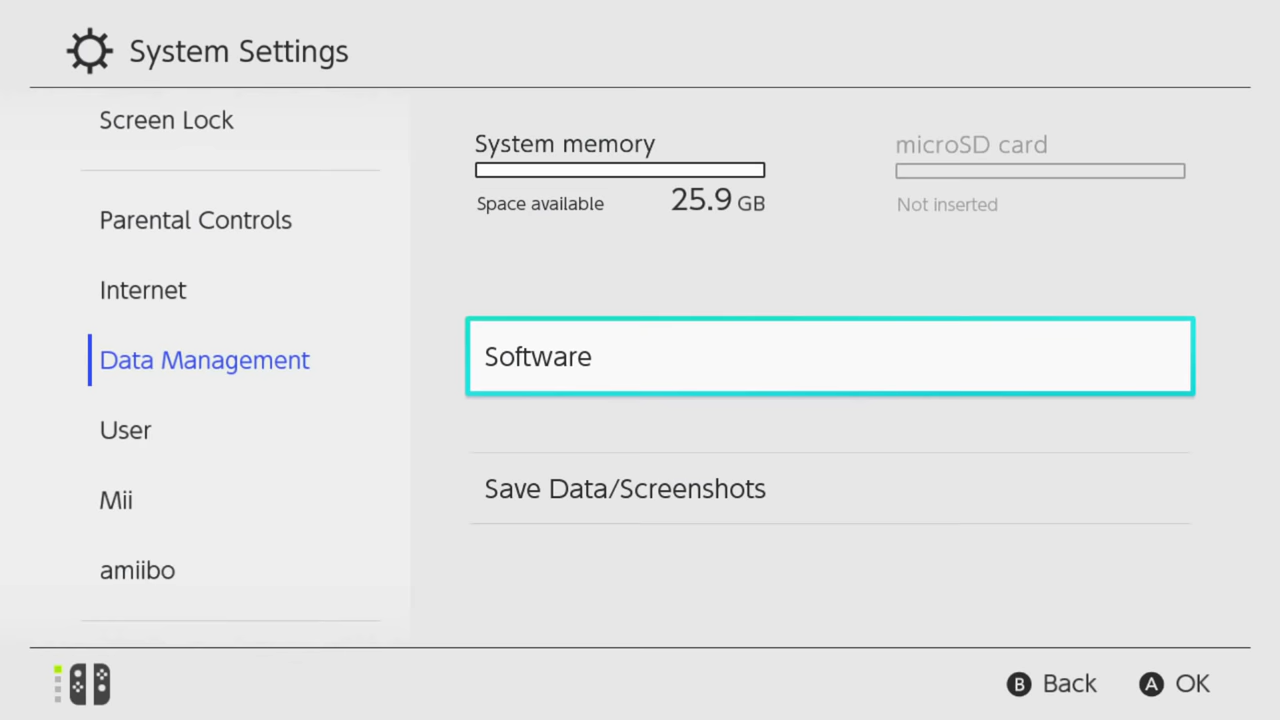 System Settings
Screen Lock
Parental Controls
Internet
Data Management
User
Mii
amiibo
System memory
Space available 25.9 GB
microSD card
Not inserted
Software
Save Data/Screenshots
B Back A OK